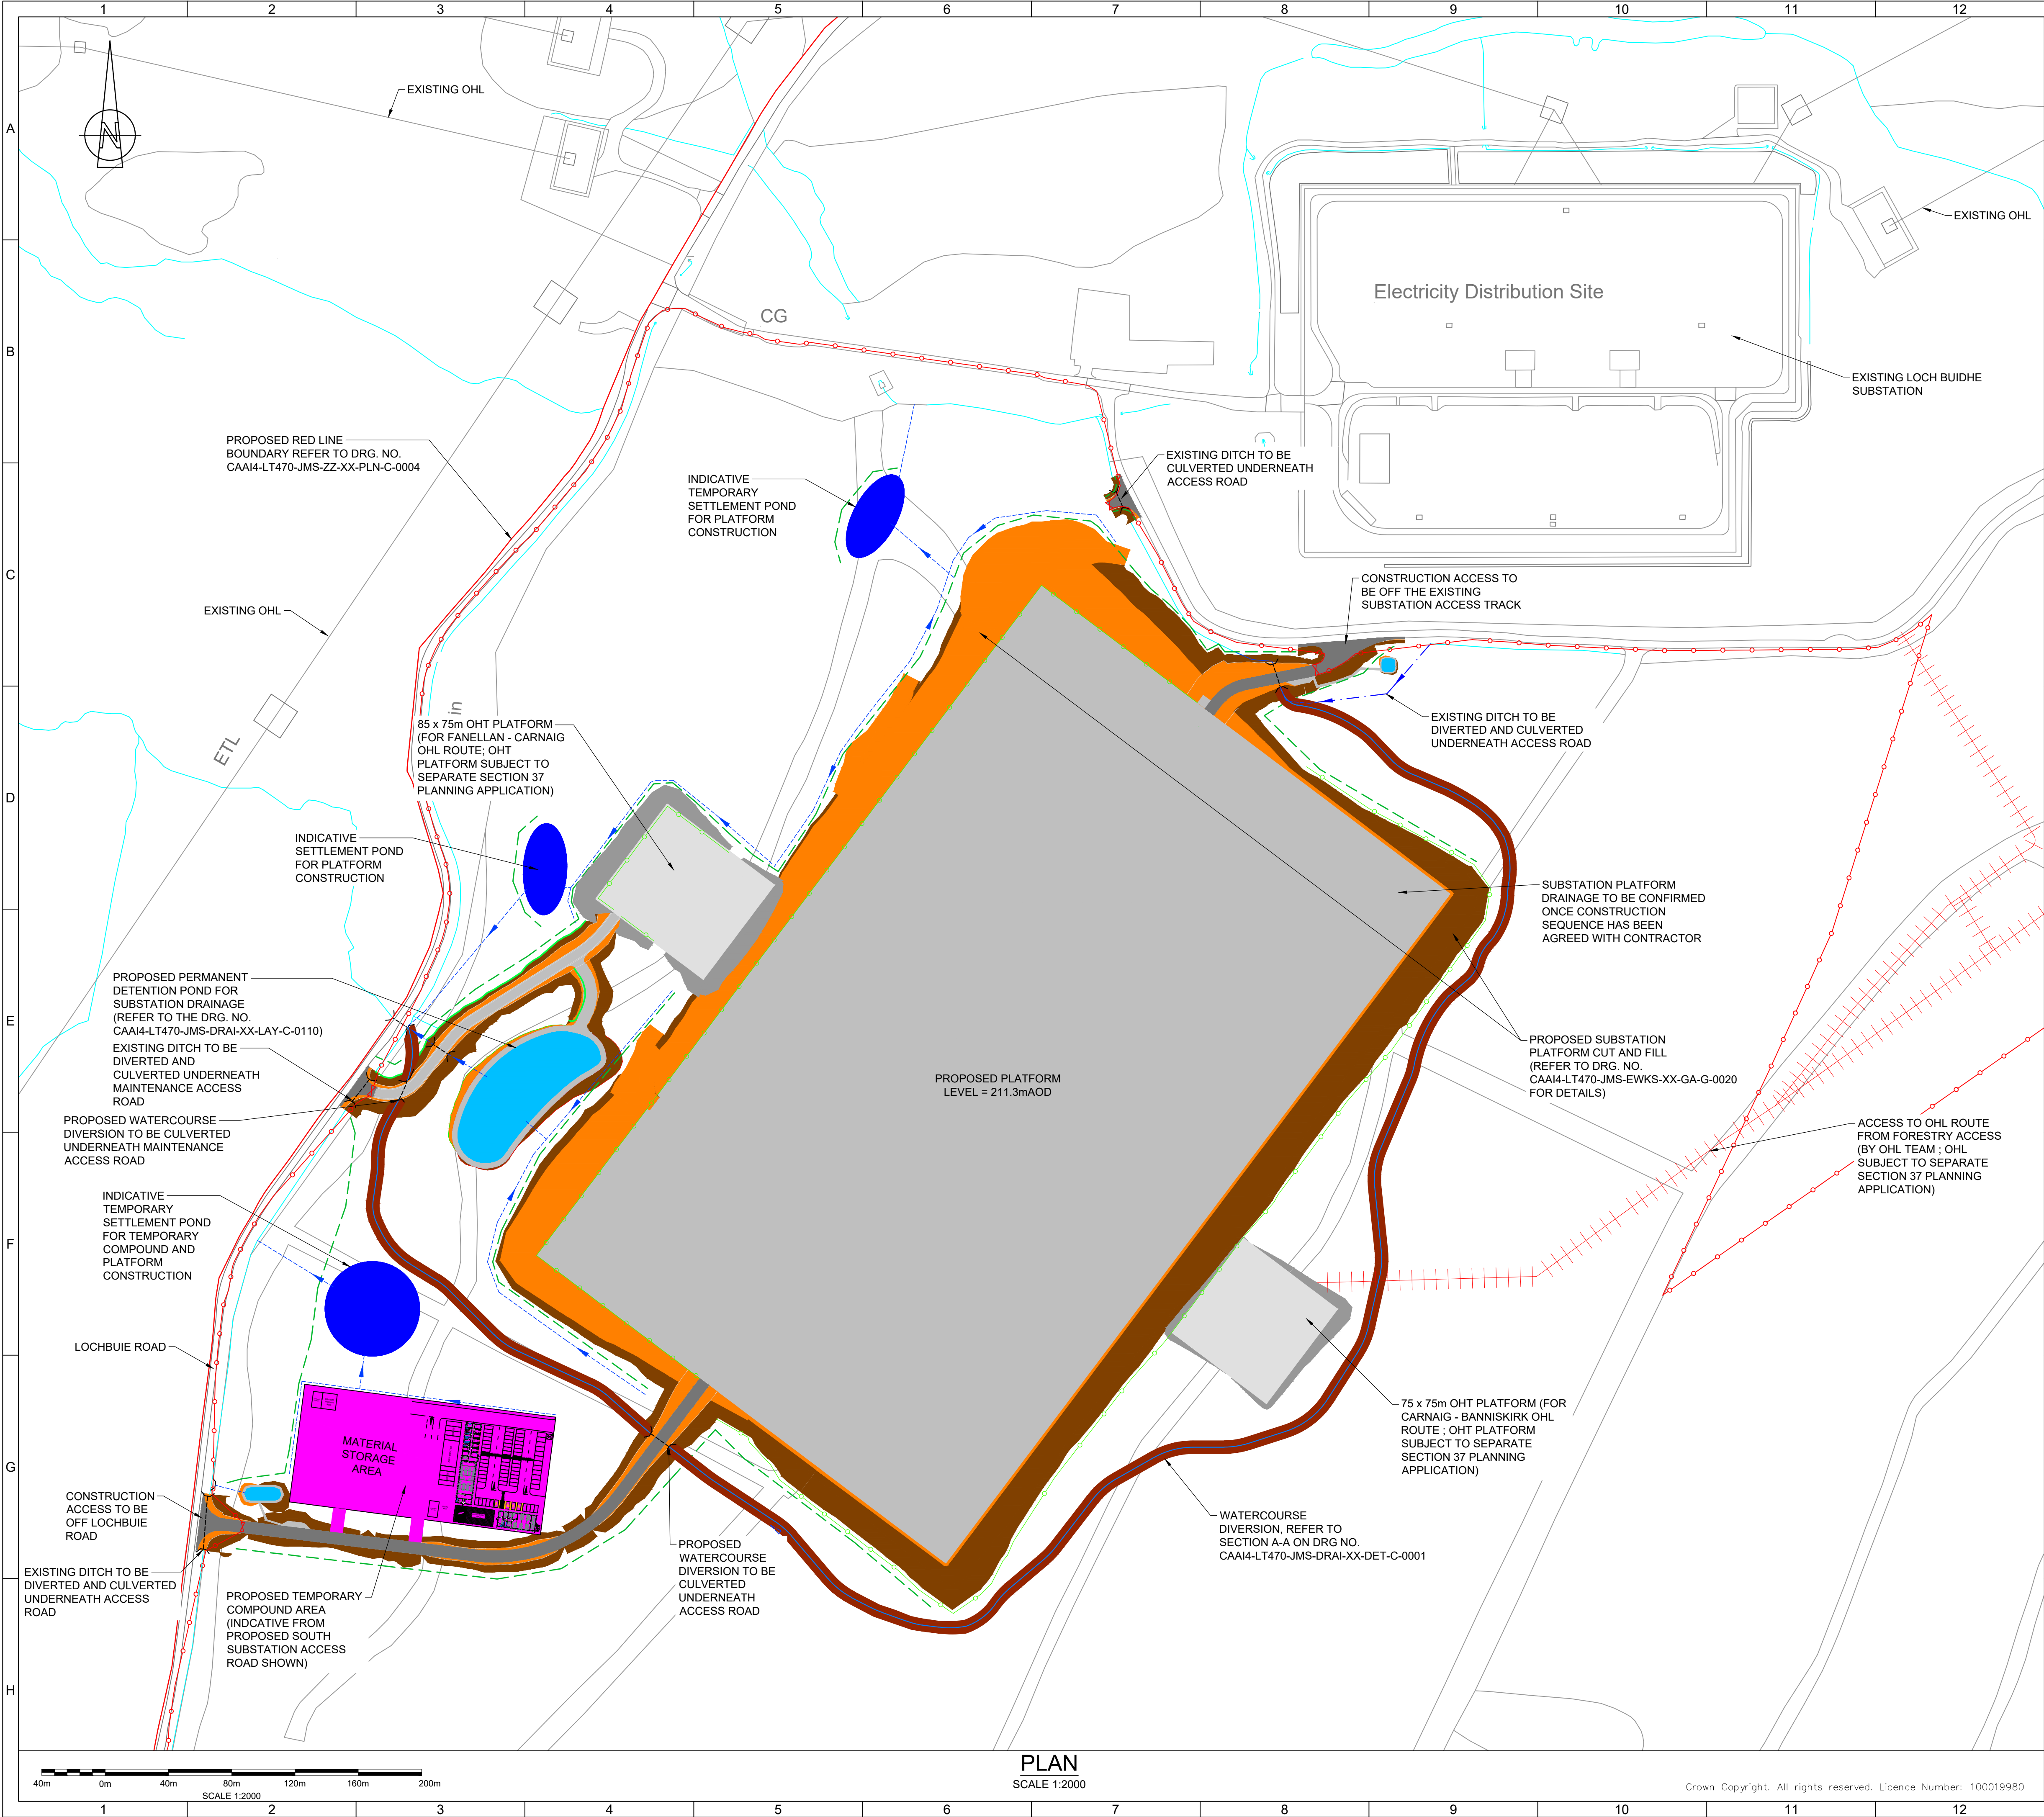 1 2 3 4 5 6 7 8 9 10 11 12
A
B
C
D
E
F
G
H
N
EXISTING OHL
EXISTING OHL
Electricity Distribution Site
CG
EXISTING LOCH BUIDHE
SUBSTATION
PROPOSED RED LINE
BOUNDARY REFER TO DRG. NO.
CAAI4-LT470-JMS-ZZ-XX-PLN-C-0004
INDICATIVE
TEMPORARY
SETTLEMENT POND
FOR PLATFORM
CONSTRUCTION
EXISTING DITCH TO BE
CULVERTED UNDERNEATH
ACCESS ROAD
CONSTRUCTION ACCESS TO
BE OFF THE EXISTING
SUBSTATION ACCESS TRACK
EXISTING OHL
ETL
in
85 x 75m OHT PLATFORM
(FOR FANELLAN - CARNAIG
OHL ROUTE; OHT
PLATFORM SUBJECT TO
SEPARATE SECTION 37
PLANNING APPLICATION)
EXISTING DITCH TO BE
DIVERTED AND CULVERTED
UNDERNEATH ACCESS ROAD
INDICATIVE
SETTLEMENT POND
FOR PLATFORM
CONSTRUCTION
SUBSTATION PLATFORM
DRAINAGE TO BE CONFIRMED
ONCE CONSTRUCTION
SEQUENCE HAS BEEN
AGREED WITH CONTRACTOR
PROPOSED PERMANENT
DETENTION POND FOR
SUBSTATION DRAINAGE
(REFER TO THE DRG. NO.
CAAI4-LT470-JMS-DRAI-XX-LAY-C-0110)
EXISTING DITCH TO BE
DIVERTED AND
CULVERTED UNDERNEATH
MAINTENANCE ACCESS
ROAD
PROPOSED WATERCOURSE
DIVERSION TO BE CULVERTED
UNDERNEATH MAINTENANCE
ACCESS ROAD
PROPOSED PLATFORM
LEVEL = 211.3mAOD
PROPOSED SUBSTATION
PLATFORM CUT AND FILL
(REFER TO DRG. NO.
CAAI4-LT470-JMS-EWKS-XX-GA-G-0020
FOR DETAILS)
ACCESS TO OHL ROUTE
FROM FORESTRY ACCESS
(BY OHL TEAM ; OHL
SUBJECT TO SEPARATE
SECTION 37 PLANNING
APPLICATION)
INDICATIVE
TEMPORARY
SETTLEMENT POND
FOR TEMPORARY
COMPOUND AND
PLATFORM
CONSTRUCTION
LOCHBUIE ROAD
MATERIAL
STORAGE
AREA
75 x 75m OHT PLATFORM (FOR
CARNAIG - BANNISKIRK OHL
ROUTE ; OHT PLATFORM
SUBJECT TO SEPARATE
SECTION 37 PLANNING
APPLICATION)
CONSTRUCTION
ACCESS TO BE
OFF LOCHBUIE
ROAD
WATERCOURSE
DIVERSION, REFER TO
SECTION A-A ON DRG NO.
CAAI4-LT470-JMS-DRAI-XX-DET-C-0001
PROPOSED
WATERCOURSE
DIVERSION TO BE
CULVERTED
UNDERNEATH
ACCESS ROAD
EXISTING DITCH TO BE
DIVERTED AND CULVERTED
UNDERNEATH ACCESS
ROAD
PROPOSED TEMPORARY
COMPOUND AREA
(INDCATIVE FROM
PROPOSED SOUTH
SUBSTATION ACCESS
ROAD SHOWN)
40m 0m 40m 80m 120m 160m 200m
SCALE 1:2000
PLAN
SCALE 1:2000
Crown Copyright. All rights reserved. Licence Number: 100019980
1 2 3 4 5 6 7 8 9 10 11 12